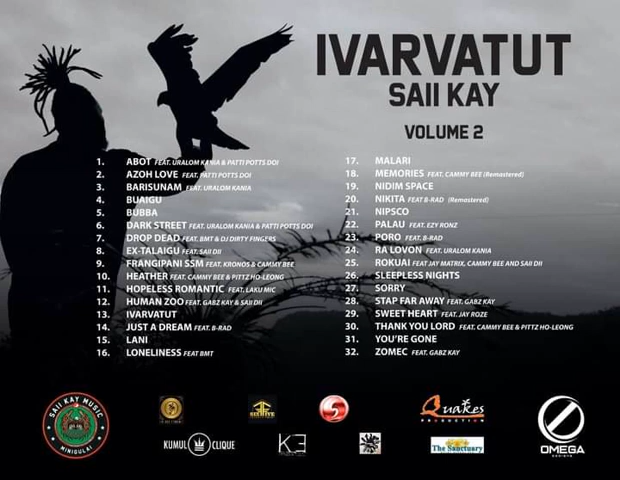 IVARVATUT
SAII KAY
VOLUME 2
1. ABOT FEAT. URALOM KANIA & PATTI POTTS DOI
2. AZOH LOVE FEAT. PATTI POTTS DOI
3. BARISUNAM FEAT. URALOM KANIA
4. BUAIGU
5. BUBBA
6. DARK STREET FEAT. URALOM KANIA & PATTI POTTS DOI
7. DROP DEAD FEAT. BMT & DJ DIRTY FINGERS
8. EX-TALAIGU FEAT. SAII DII
9. FRANGIPANI SSM FEAT. KRONOS & CAMMY BEE
10. HEATHER FEAT. CAMMY BEE & PITTZ HO-LEONG
11. HOPELESS ROMANTIC FEAT. LAKU MIC
12. HUMAN ZOO FEAT. GABZ KAY & SAII DII
13. IVARVATUT
14. JUST A DREAM FEAT. B-RAD
15. LANI
16. LONELINESS FEAT BMT
17. MALARI
18. MEMORIES FEAT. CAMMY BEE (Remastered)
19. NIDIM SPACE
20. NIKITA FEAT B-RAD (Remastered)
21. NIPSCO
22. PALAU FEAT. EZY RONZ
23. PORO FEAT. B-RAD
24. RA LOVON FEAT. URALOM KANIA
25. ROKUAI FEAT JAY MATRIX, CAMMY BEE AND SAII DII
26. SLEEPLESS NIGHTS
27. SORRY
28. STAP FAR AWAY FEAT. GABZ KAY
29. SWEET HEART FEAT. JAY ROZE
30. THANK YOU LORD FEAT. CAMMY BEE & PITTZ HO-LEONG
31. YOU'RE GONE
32. ZOMEC FEAT. GABZ KAY
SAII KAY MUSIC
MINIGULAI
KUMUL CLIQUE
K3
5
Quakes
PRODUCTION
The Sanctuary
OMEGA